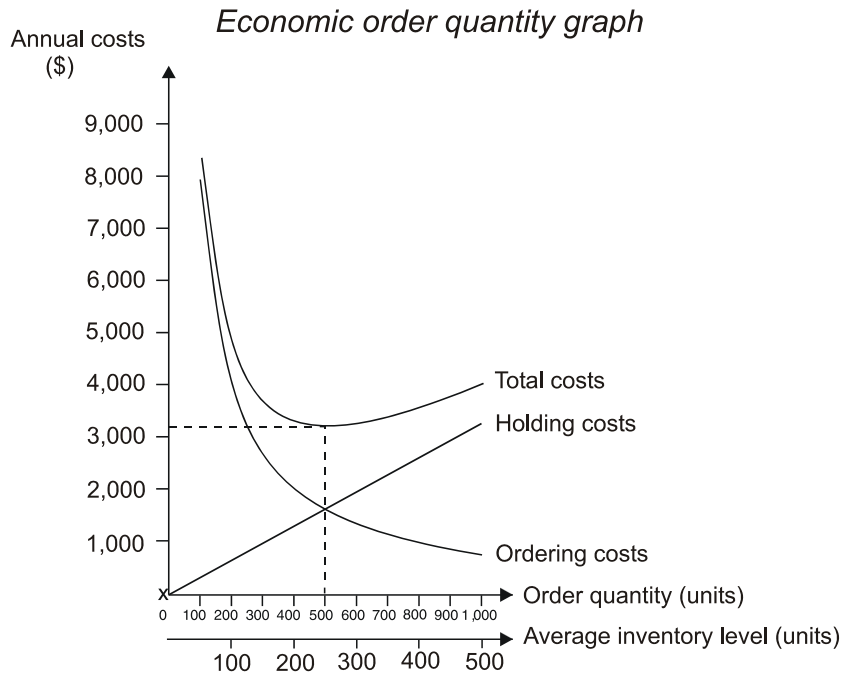 Economic order quantity graph
Annual costs
($)
9,000
8,000
7,000
6,000
5,000
4,000
3,000
2,000
1,000
Total costs
Holding costs
Ordering costs
x
0 100 200 300 400 500 600 700 800 900 1,000
Order quantity (units)
Average inventory level (units)
100 200 300 400 500